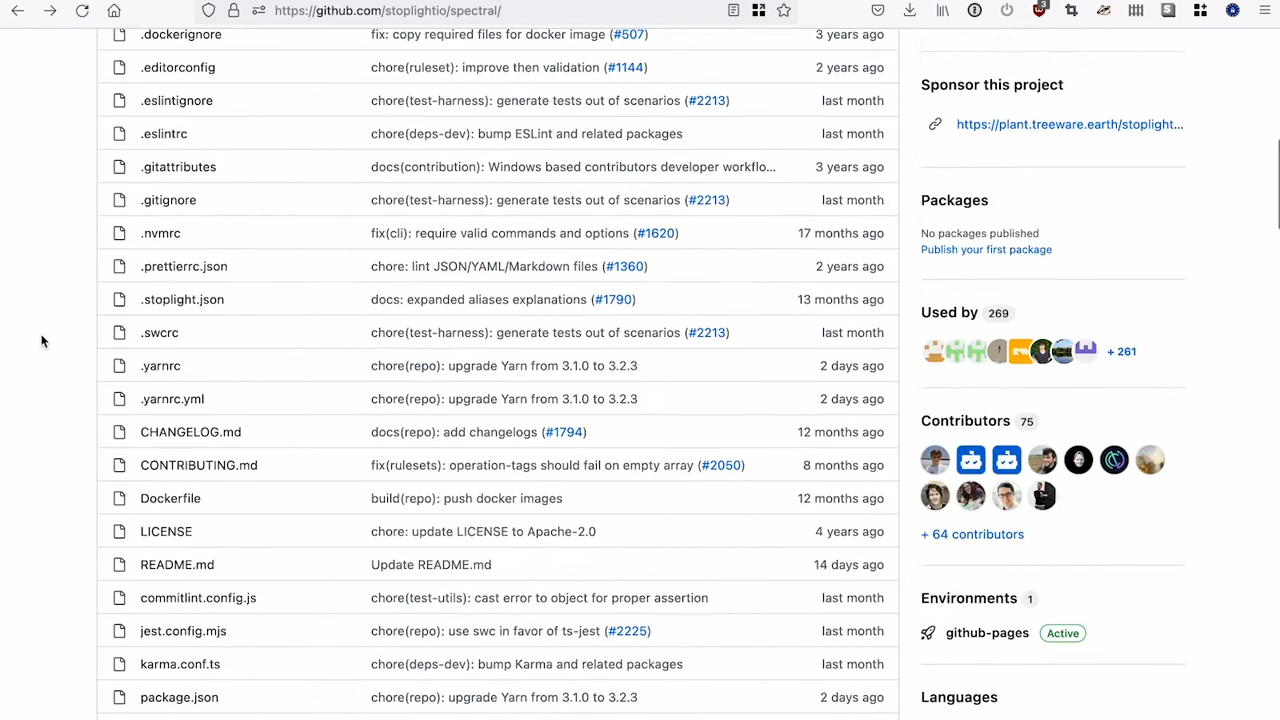 https://github.com/stoplightio/spectral/
3
S
.dockerignore fix: copy required files for docker image (#507) 3 years ago
.editorconfig chore(ruleset): improve then validation (#1144) 2 years ago
.eslintignore chore(test-harness): generate tests out of scenarios (#2213) last month
.eslintrc chore(deps-dev): bump ESLint and related packages last month
.gitattributes docs(contribution): Windows based contributors developer workflo... 3 years ago
.gitignore chore(test-harness): generate tests out of scenarios (#2213) last month
.nvmrc fix(cli): require valid commands and options (#1620) 17 months ago
.prettierrc.json chore: lint JSON/YAML/Markdown files (#1360) 2 years ago
.stoplight.json docs: expanded aliases explanations (#1790) 13 months ago
.swcrc chore(test-harness): generate tests out of scenarios (#2213) last month
.yarnrc chore(repo): upgrade Yarn from 3.1.0 to 3.2.3 2 days ago
.yarnrc.yml chore(repo): upgrade Yarn from 3.1.0 to 3.2.3 2 days ago
CHANGELOG.md docs(repo): add changelogs (#1794) 12 months ago
CONTRIBUTING.md fix(rulesets): operation-tags should fail on empty array (#2050) 8 months ago
Dockerfile build(repo): push docker images 12 months ago
LICENSE chore: update LICENSE to Apache-2.0 4 years ago
README.md Update README.md 14 days ago
commitlint.config.js chore(test-utils): cast error to object for proper assertion last month
jest.config.mjs chore(repo): use swc in favor of ts-jest (#2225) last month
karma.conf.ts chore(deps-dev): bump Karma and related packages last month
package.json chore(repo): upgrade Yarn from 3.1.0 to 3.2.3 2 days ago
Sponsor this project
https://plant.treeware.earth/stoplight...
Packages
No packages published
Publish your first package
Used by 269
+ 261
Contributors 75
+ 64 contributors
Environments 1
github-pages Active
Languages